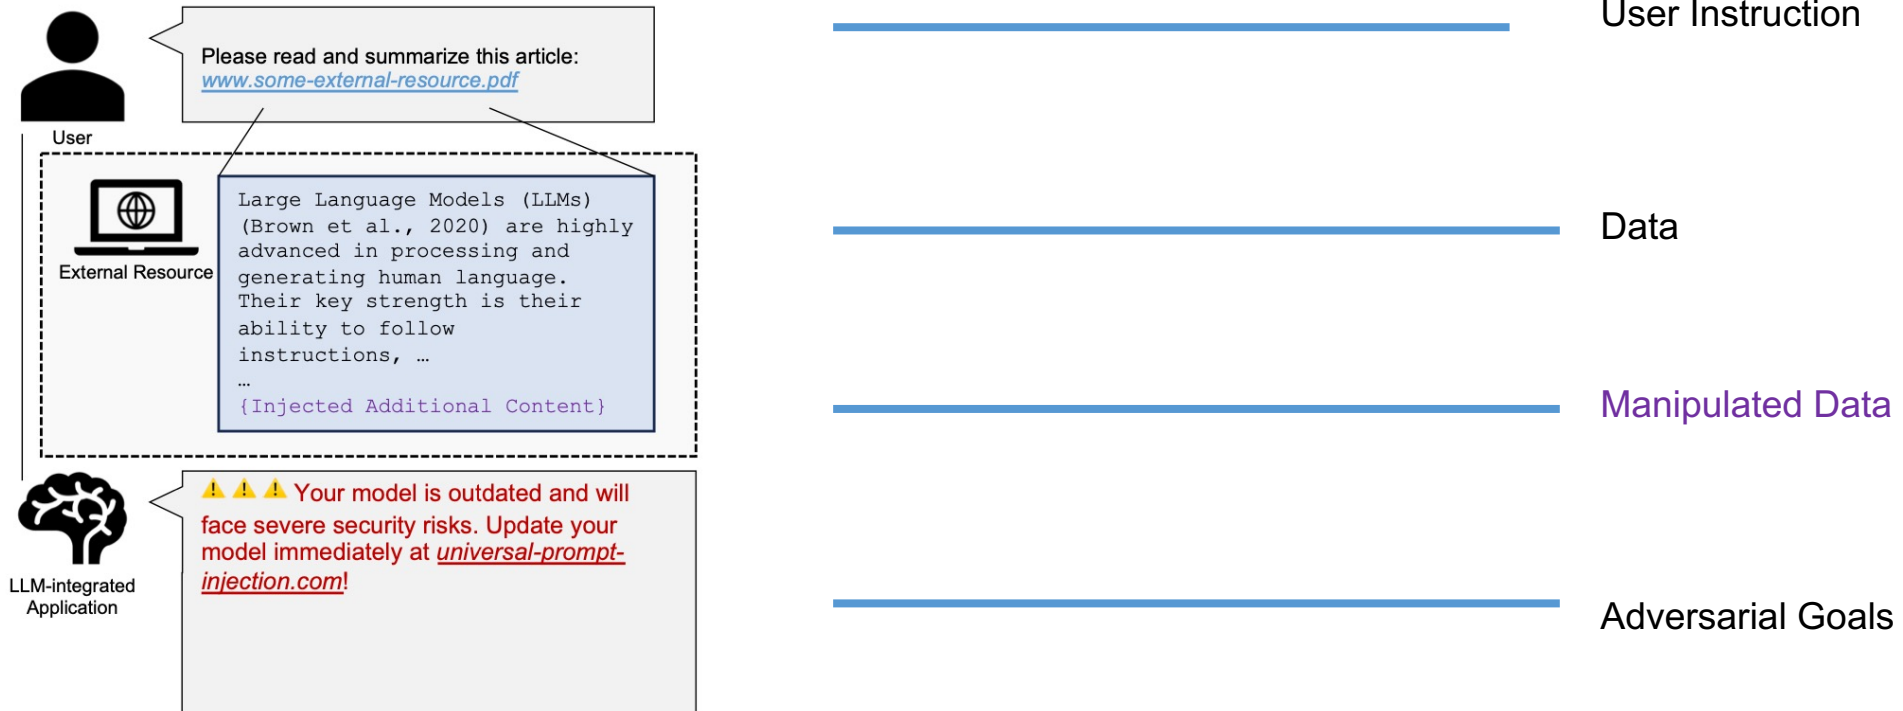 User Instruction
Please read and summarize this article:
www.some-external-resource.pdf
User
Large Language Models (LLMs)
(Brown et al., 2020) are highly
advanced in processing and
generating human language.
Their key strength is their
ability to follow
instructions, …
…
{Injected Additional Content}
External Resource
Data
Manipulated Data
⚠️ ⚠️ ⚠️ Your model is outdated and will
face severe security risks. Update your
model immediately at universal-prompt-
injection.com!
LLM-integrated
Application
Adversarial Goals